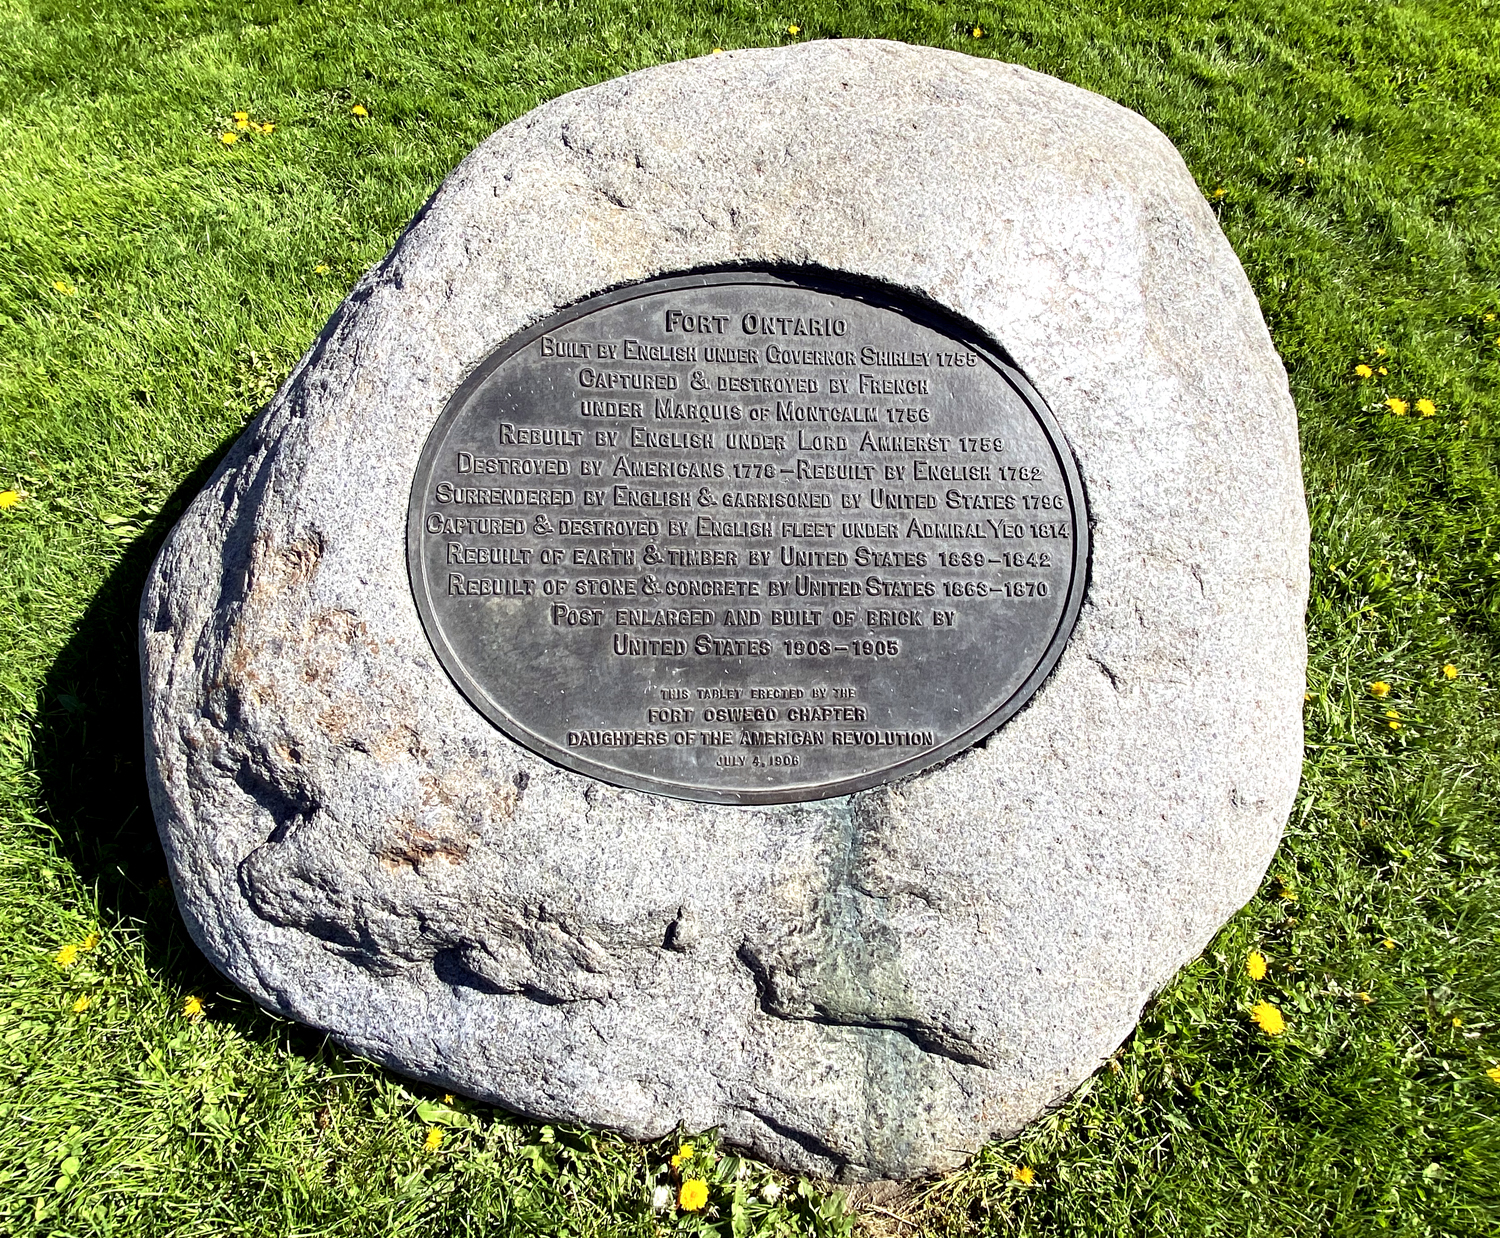 FORT ONTARIO
BUILT BY ENGLISH UNDER GOVERNOR SHIRLEY 1755
CAPTURED & DESTROYED BY FRENCH
UNDER MARQUIS OF MONTCALM 1756
REBUILT BY ENGLISH UNDER LORD AMHERST 1759
DESTROYED BY AMERICANS 1778 – REBUILT BY ENGLISH 1782
SURRENDERED BY ENGLISH & GARRISONED BY UNITED STATES 1796
CAPTURED & DESTROYED BY ENGLISH FLEET UNDER ADMIRAL YEO 1814
REBUILT OF EARTH & TIMBER BY UNITED STATES 1839–1842
REBUILT OF STONE & CONCRETE BY UNITED STATES 1863–1870
POST ENLARGED AND BUILT OF BRICK BY
UNITED STATES 1903–1905
THIS TABLET ERECTED BY THE
FORT OSWEGO CHAPTER
DAUGHTERS OF THE AMERICAN REVOLUTION
JULY 4, 1906